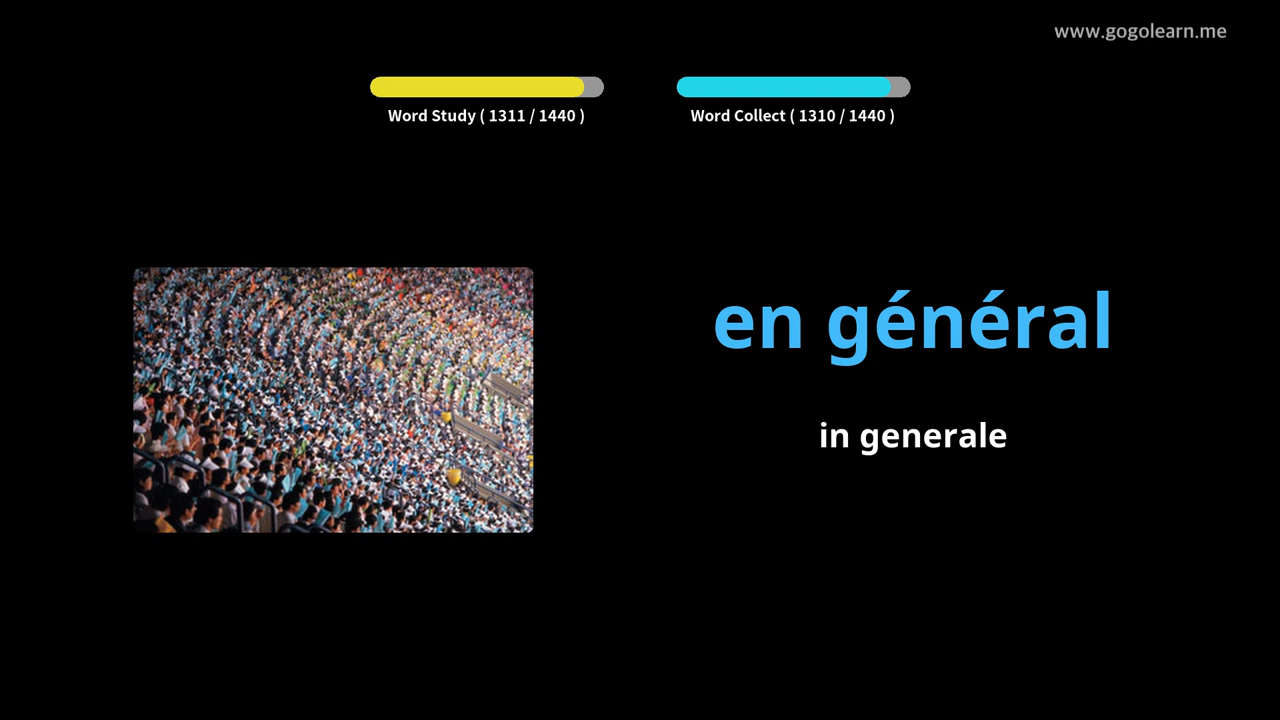 www.gogolearn.me
Word Study ( 1311 / 1440 )
Word Collect ( 1310 / 1440 )
en général
in generale